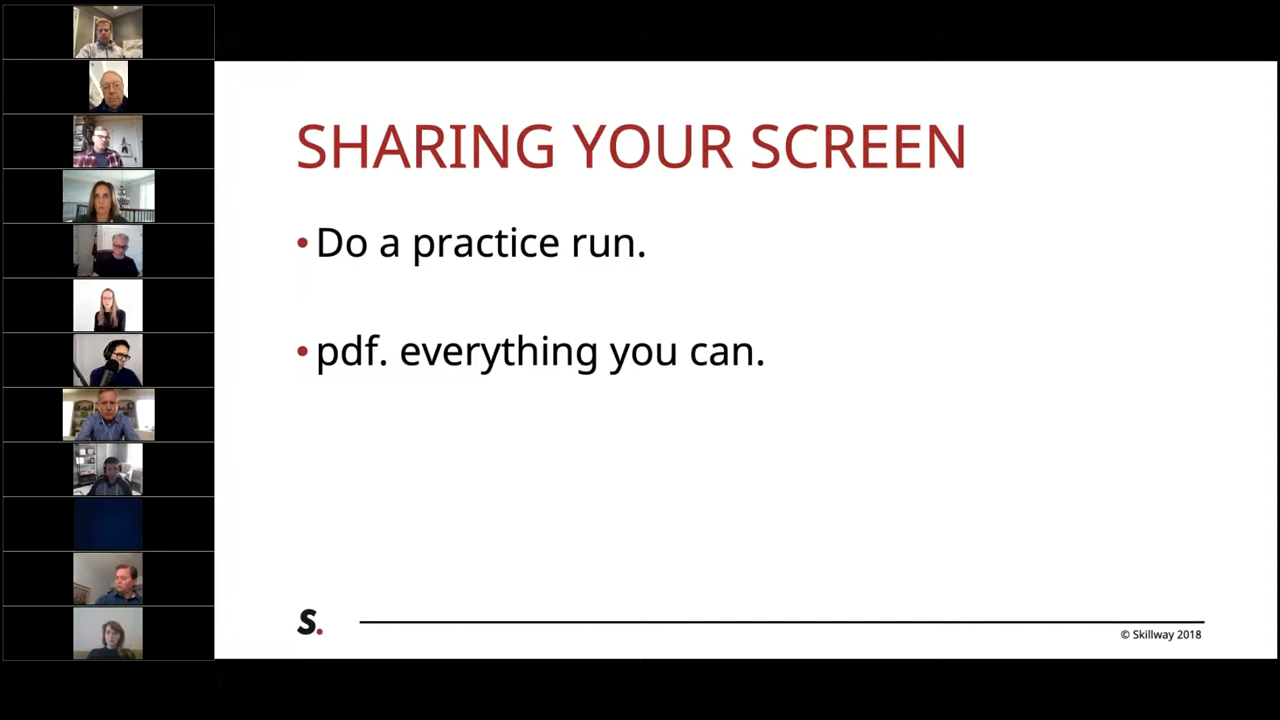 SHARING YOUR SCREEN
•Do a practice run.
•pdf. everything you can.
S.
© Skillway 2018